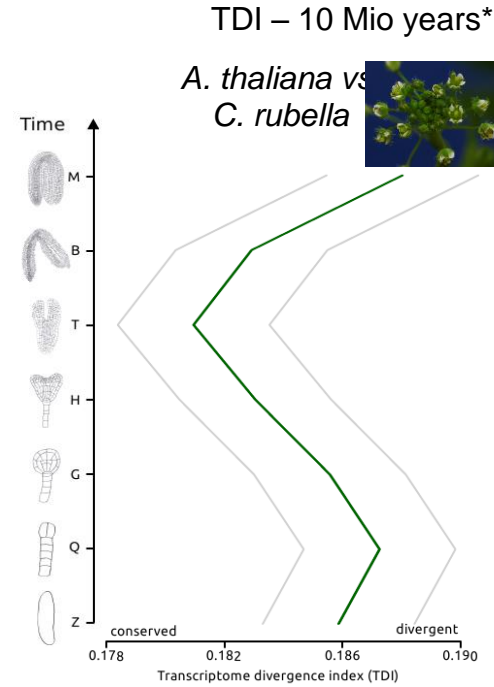 TDI – 10 Mio years*
A. thaliana vs
C. rubella
Time
M
B
T
H
G
Q
Z
conserved
divergent
0.178
0.182
0.186
0.190
Transcriptome divergence index (TDI)